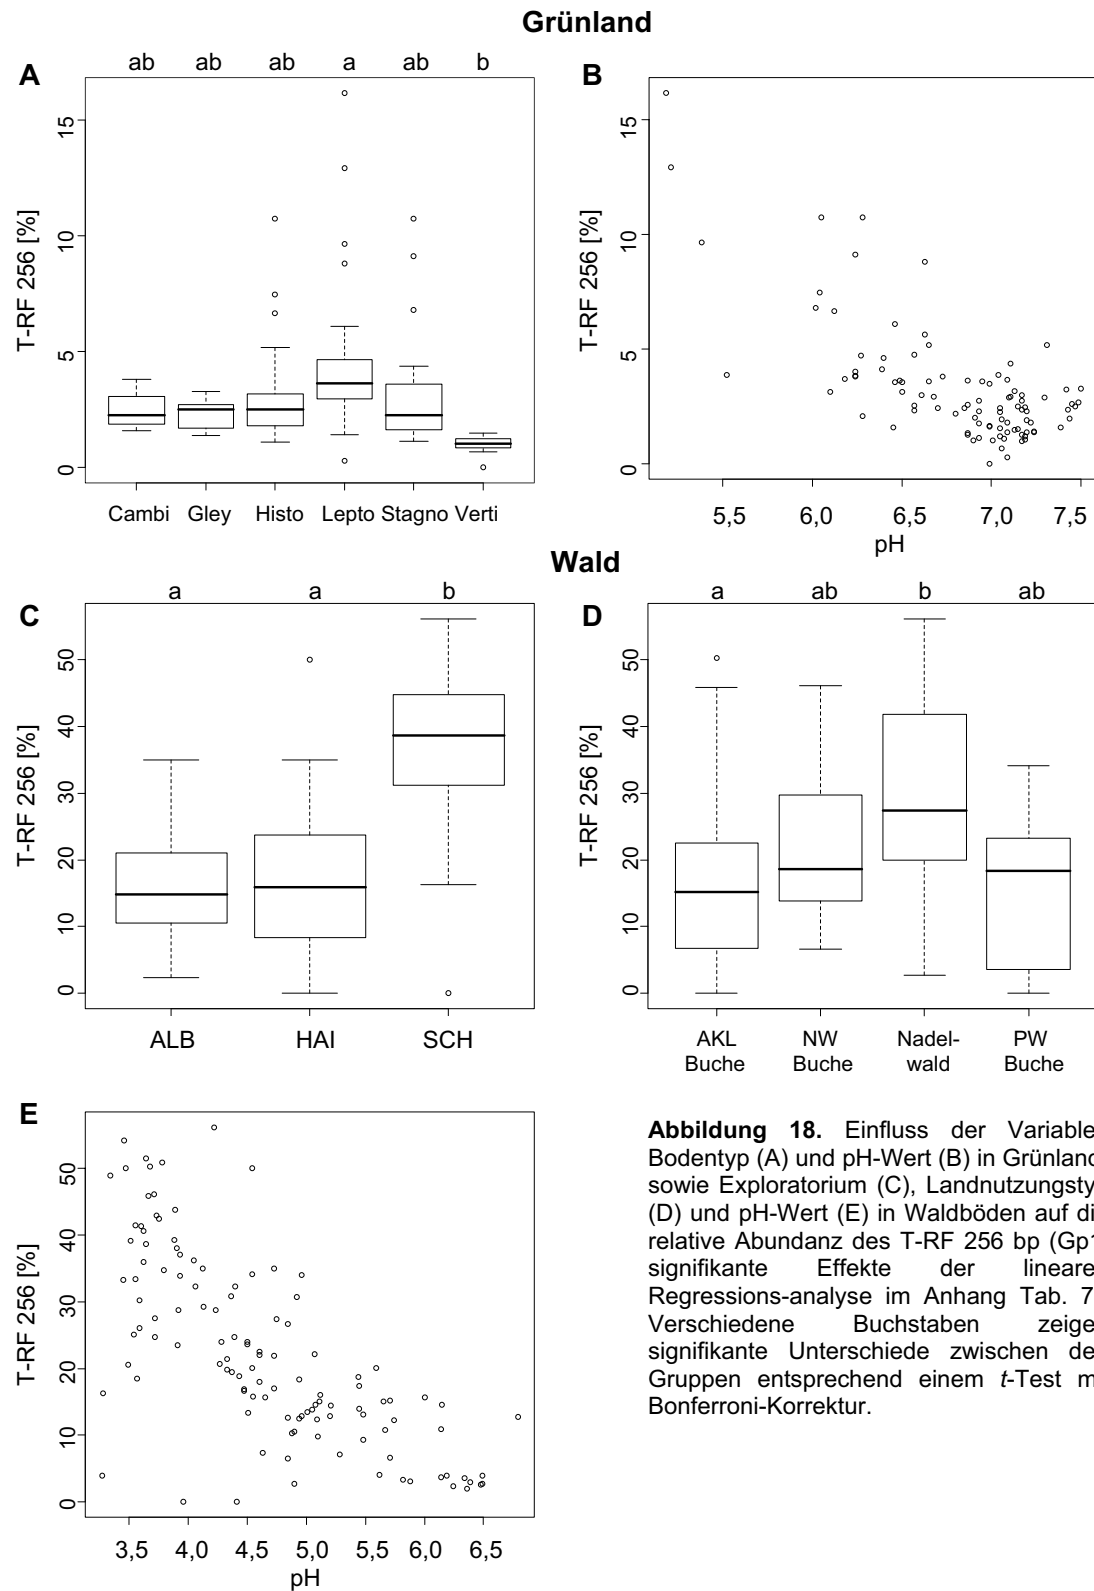 Grünland
A
ab ab ab a ab b
T-RF 256 [%]
15
10
5
0
Cambi Gley Histo Lepto Stagno Verti
B
T-RF 256 [%]
15
10
5
0
5,5 6,0 6,5 7,0 7,5
pH
Wald
C
a a b
T-RF 256 [%]
50
40
30
20
10
0
ALB HAI SCH
D
a ab b ab
T-RF 256 [%]
50
40
30
20
10
0
AKL NW Nadel- PW
Buche Buche wald Buche
E
T-RF 256 [%]
50
40
30
20
10
0
3,5 4,0 4,5 5,0 5,5 6,0 6,5
pH
Abbildung 18. Einfluss der Variable
Bodentyp (A) und pH-Wert (B) in Grünland
sowie Exploratorium (C), Landnutzungsty
(D) und pH-Wert (E) in Waldböden auf di
relative Abundanz des T-RF 256 bp (Gp1
signifikante Effekte der lineare
Regressions-analyse im Anhang Tab. 7
Verschiedene Buchstaben zeige
signifikante Unterschiede zwischen de
Gruppen entsprechend einem t-Test m
Bonferroni-Korrektur.